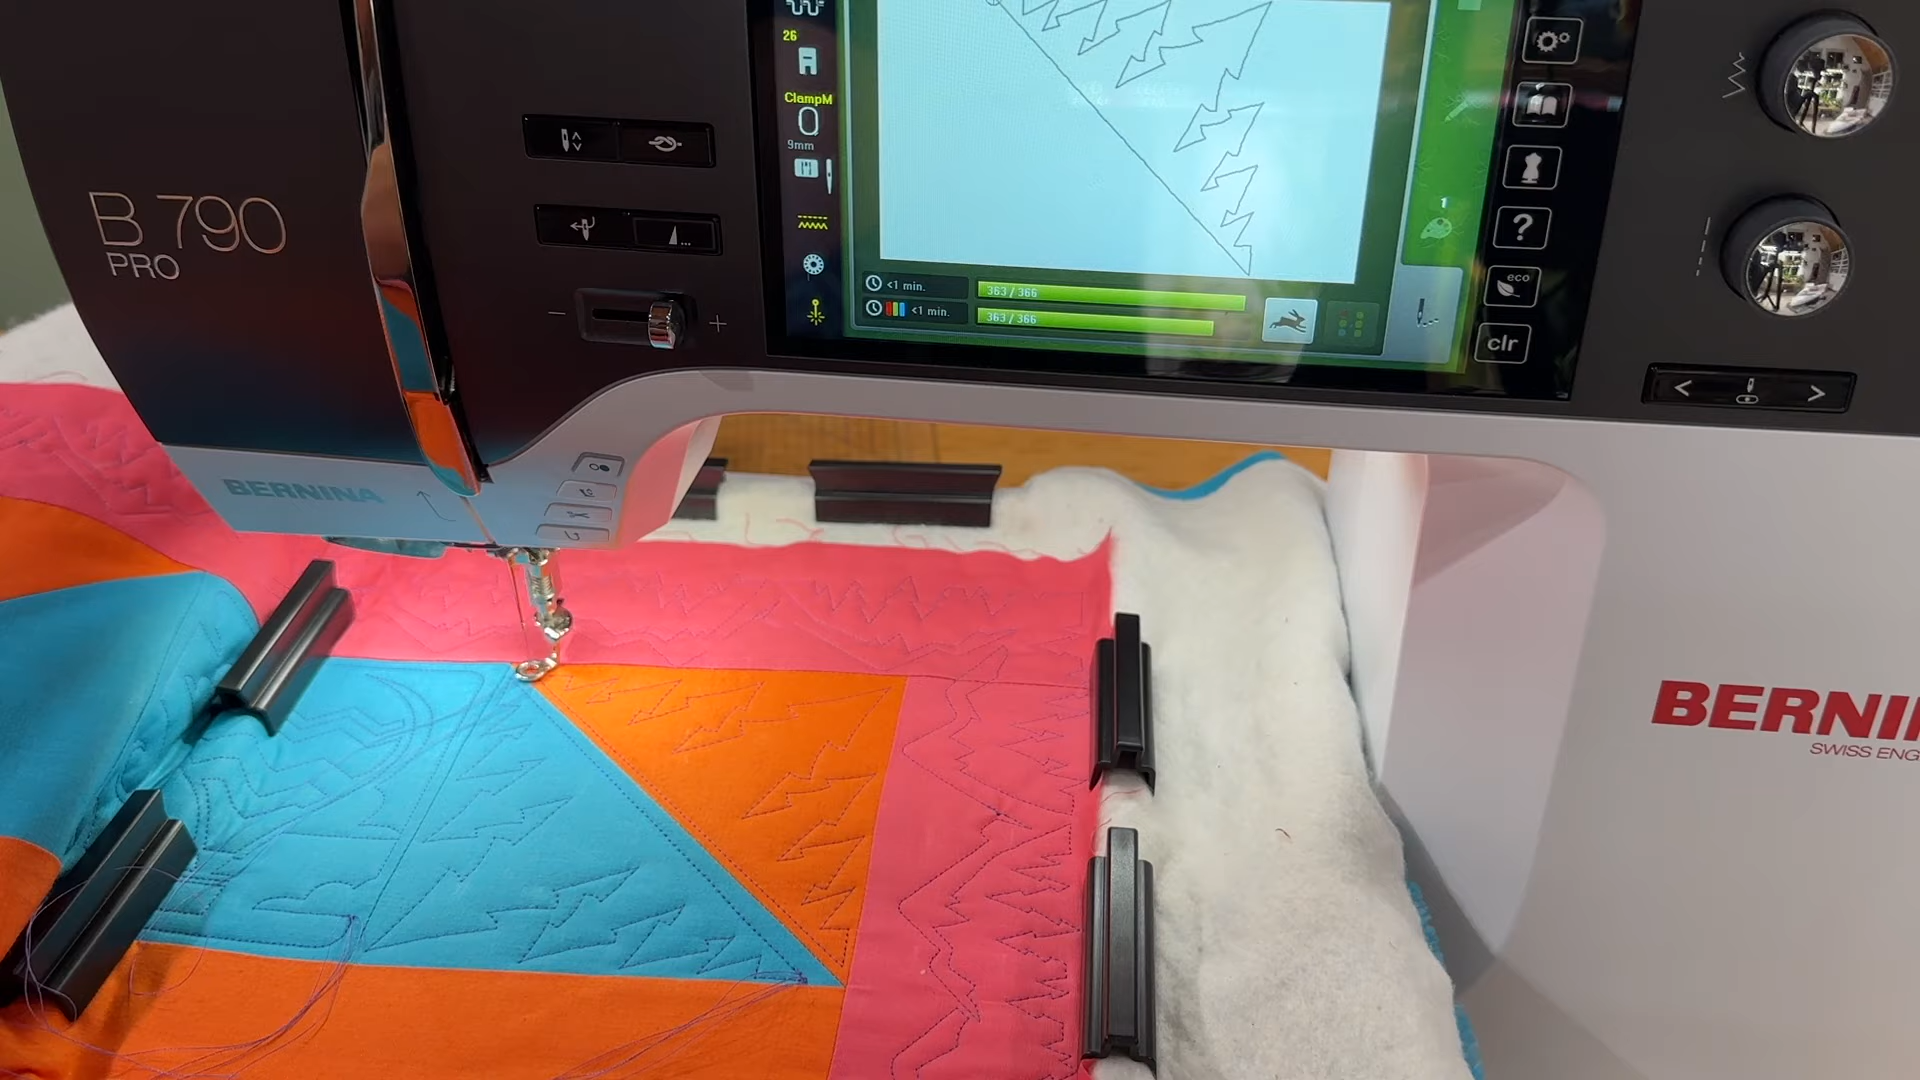 26
ClampM
9mm
B 790
PRO
BERNINA
<1 min.
363 / 366
<1 min.
363 / 366
1
?
eco
clr
BERNI
SWISS ENG